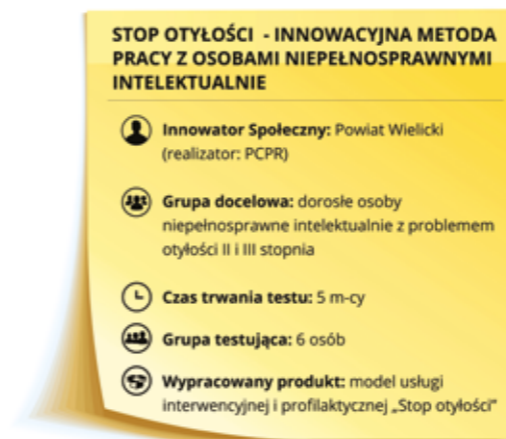 STOP OTYŁOŚCI - INNOWACYJNA METODA
PRACY Z OSOBAMI NIEPEŁNOSPRAWNYMI
INTELEKTUALNIE
Innowator Społeczny: Powiat Wielicki
(realizator: PCPR)
Grupa docelowa: dorosłe osoby
niepełnosprawne intelektualnie z problemem
otyłości II i III stopnia
Czas trwania testu: 5 m-cy
Grupa testująca: 6 osób
Wypracowany produkt: model usługi
interwencyjnej i profilaktycznej „Stop otyłości”